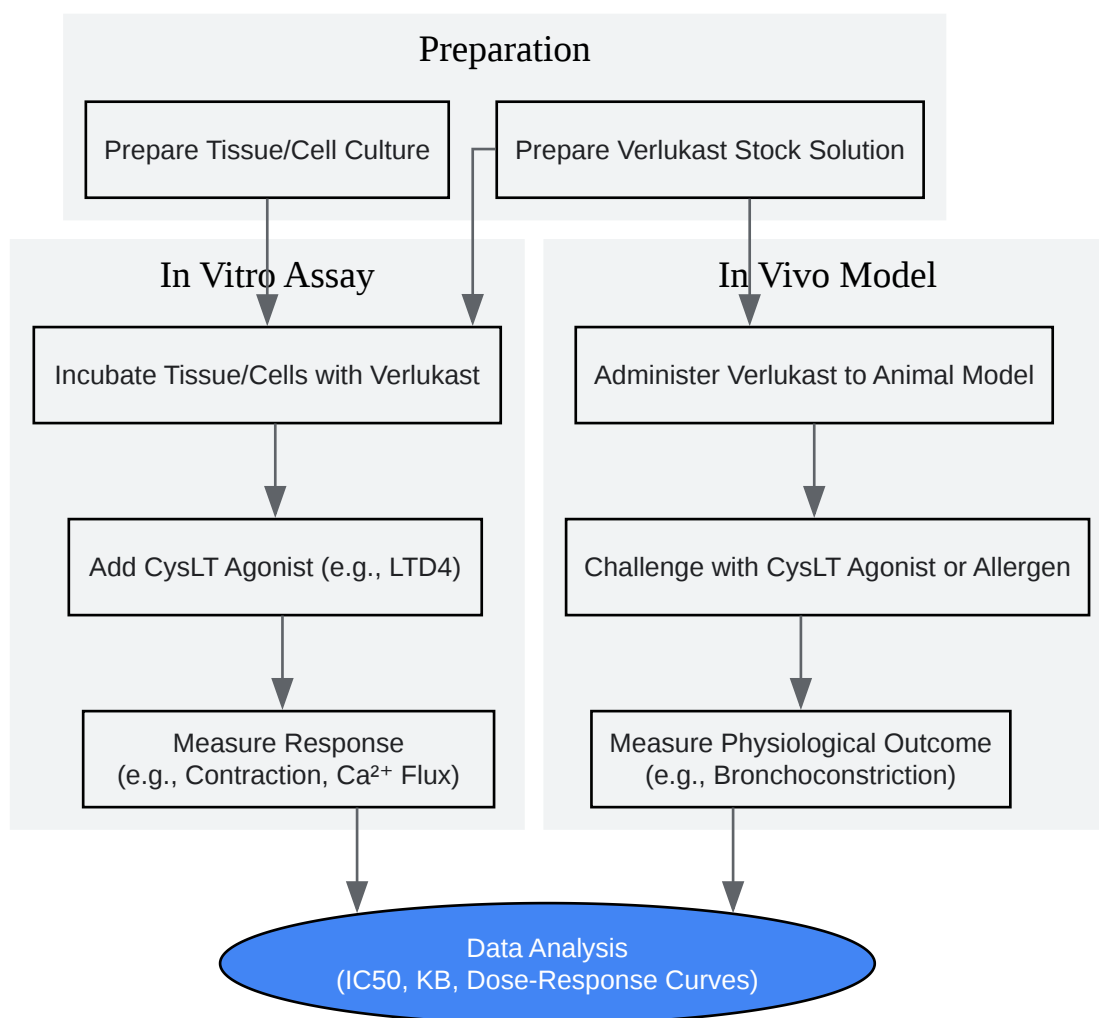 Preparation
Prepare Tissue/Cell Culture
Prepare Verlukast Stock Solution
In Vitro Assay
In Vivo Model
Incubate Tissue/Cells with Verlukast
Administer Verlukast to Animal Model
Add CysLT Agonist (e.g., LTD4)
Challenge with CysLT Agonist or Allergen
Measure Response
(e.g., Contraction, Ca²⁺ Flux)
Measure Physiological Outcome
(e.g., Bronchoconstriction)
Data Analysis
(IC50, KB, Dose-Response Curves)